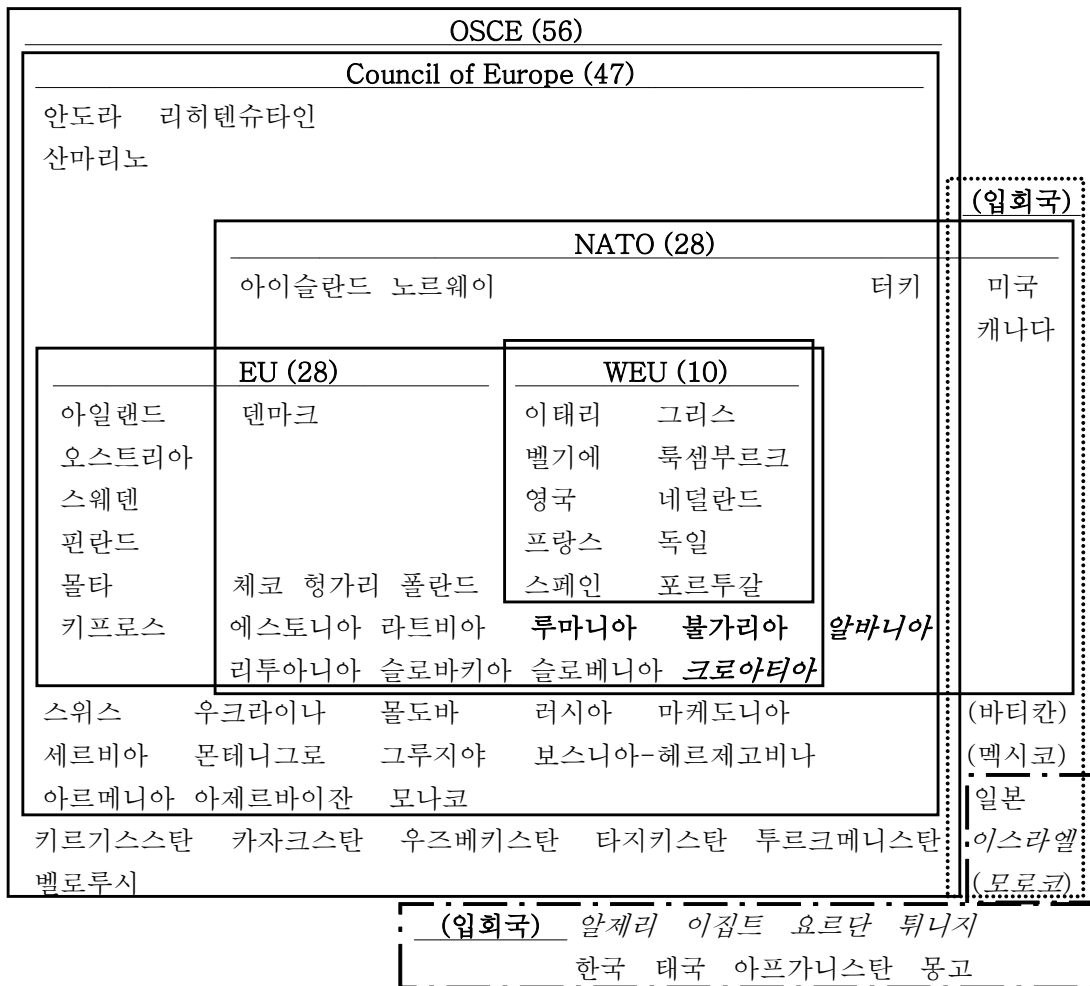 OSCE (56)
Council of Europe (47)
안도라 리히텐슈타인
산마리노
(입회국)
NATO (28)
아이슬란드 노르웨이 터키 미국
캐나다
EU (28) WEU (10)
아일랜드 덴마크 이태리 그리스
오스트리아 벨기에 룩셈부르크
스웨덴 영국 네덜란드
핀란드 프랑스 독일
몰타 체코 헝가리 폴란드 스페인 포르투갈
키프로스 에스토니아 라트비아 루마니아 불가리아 알바니아
리투아니아 슬로바키아 슬로베니아 크로아티아
스위스 우크라이나 몰도바 러시아 마케도니아 (바티칸)
세르비아 몬테니그로 그루지야 보스니아-헤르제고비나 (멕시코)
아르메니아 아제르바이잔 모나코 일본
키르기스스탄 카자크스탄 우즈베키스탄 타지키스탄 투르크메니스탄 이스라엘
벨로루시 (모로코)
(입회국) 알제리 이집트 요르단 튀니지
한국 태국 아프가니스탄 몽고